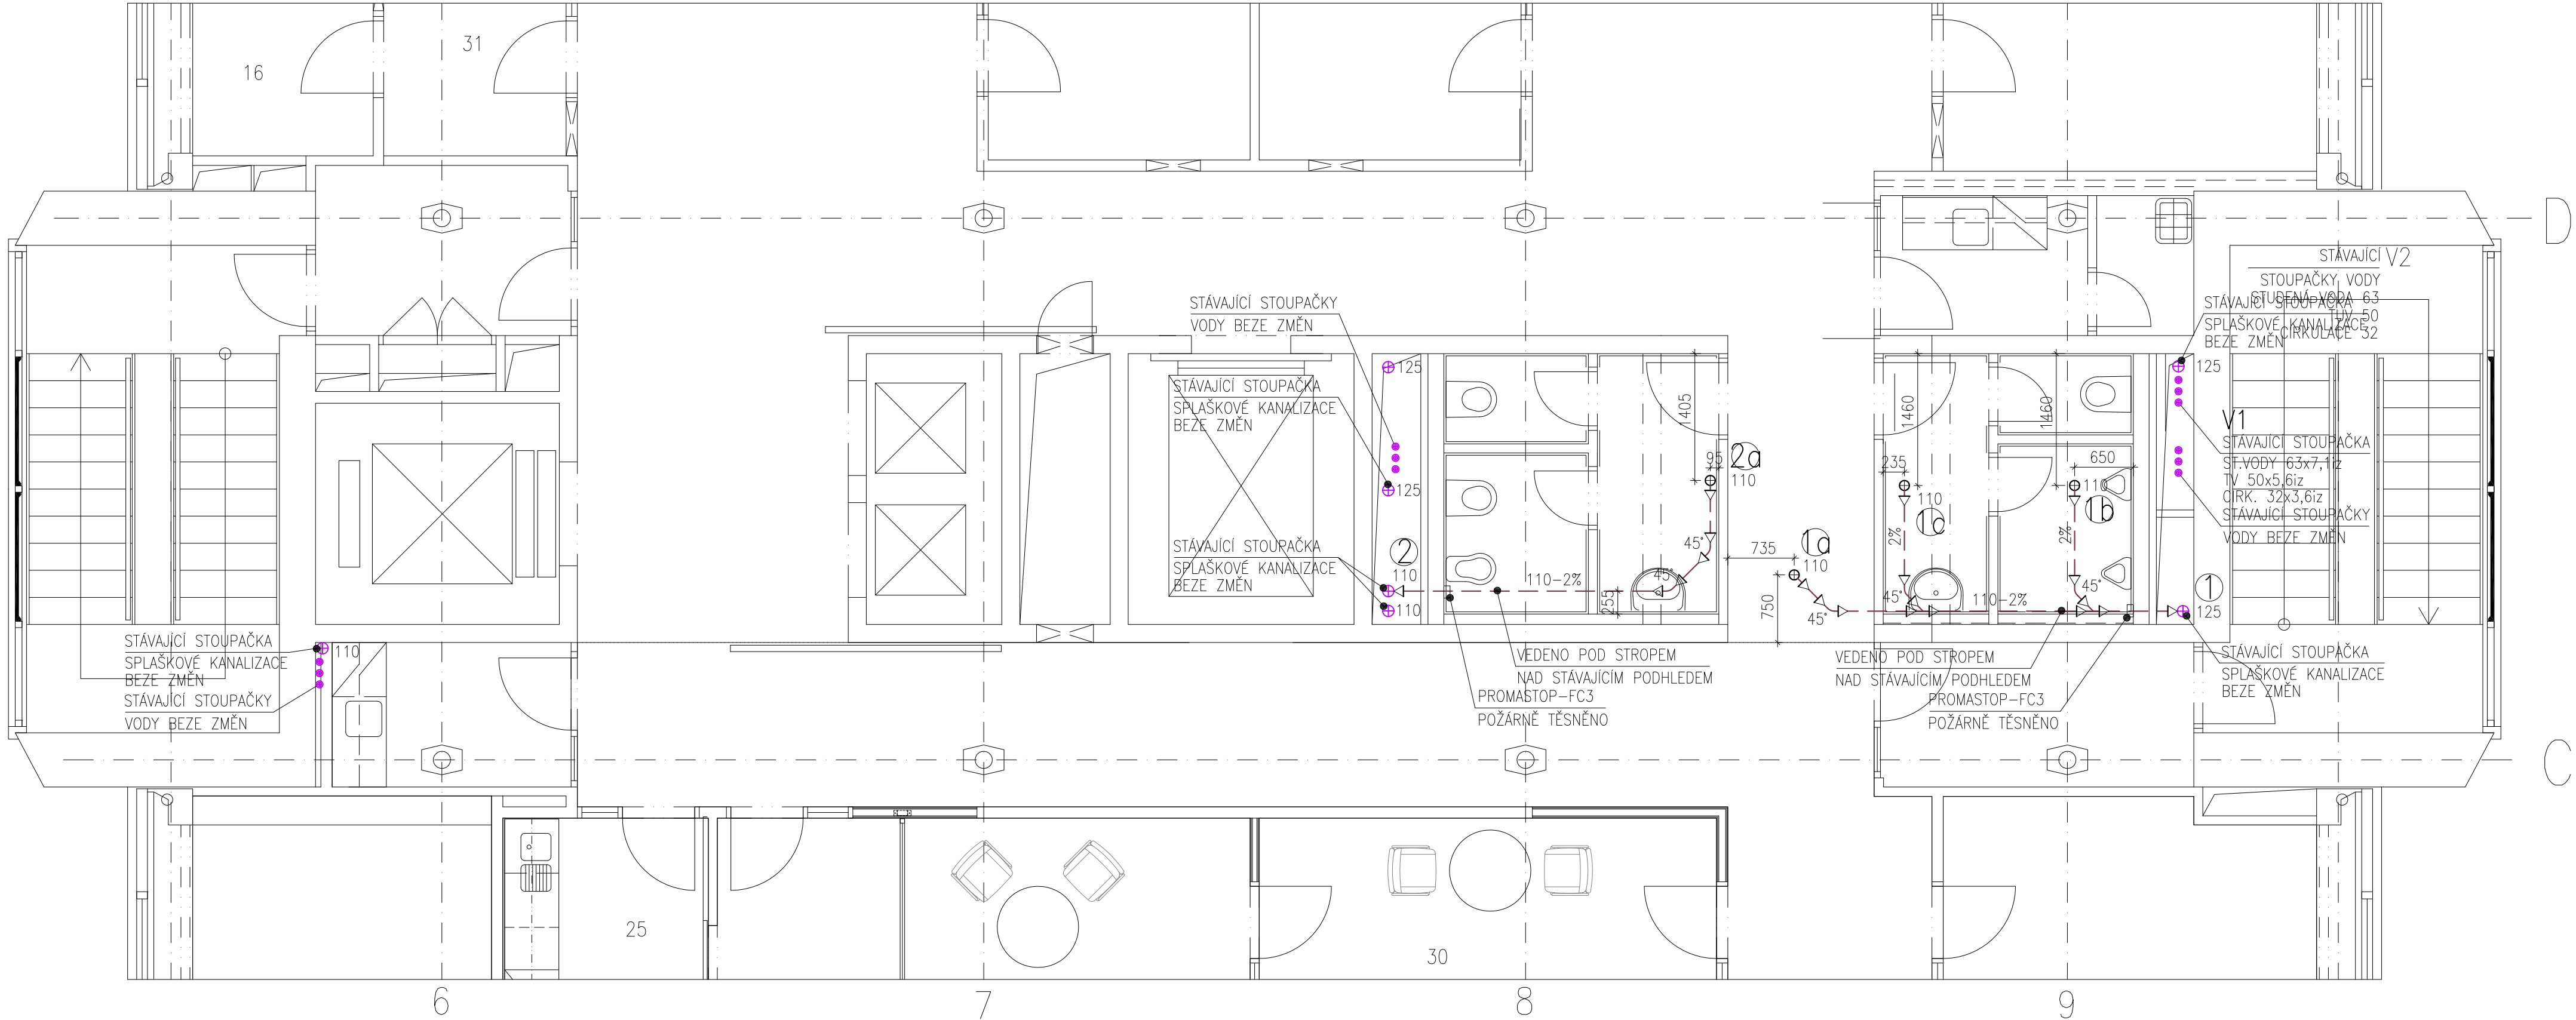 31
16
D
STÁVAJÍCÍ V2
STOUPAČKY VODY
STUDENÁ VODA 63
TUV 50
CIRKULACE 32
STÁVAJÍCÍ STOUPAČKA
SPLAŠKOVÉ KANALIZACE
BEZE ZMĚN
STÁVAJÍCÍ STOUPAČKY
VODY BEZE ZMĚN
125
STÁVAJÍCÍ STOUPAČKA
SPLAŠKOVÉ KANALIZACE
BEZE ZMĚN
125
1405
95
2a
110
1460
235
110
1c
2%
1460
650
110
1b
2%
125
V1
STÁVAJÍCÍ STOUPAČKA
ST.VODY 63x7,1iz
TV 50x5,6iz
CIRK. 32x3,6iz
STÁVAJÍCÍ STOUPAČKY
VODY BEZE ZMĚN
STÁVAJÍCÍ STOUPAČKA
SPLAŠKOVÉ KANALIZACE
BEZE ZMĚN
2
110
110
110-2%
45°
45°
255
735
1a
110
750
45°
45°
110-2%
45°
1
125
STÁVAJÍCÍ STOUPAČKA
SPLAŠKOVÉ KANALIZACE
BEZE ZMĚN
110
STÁVAJÍCÍ STOUPAČKY
VODY BEZE ZMĚN
VEDENO POD STROPEM
NAD STÁVAJÍCÍM PODHLEDEM
PROMASTOP-FC3
POŽÁRNĚ TĚSNĚNO
VEDENO POD STROPEM
NAD STÁVAJÍCÍM PODHLEDEM
PROMASTOP-FC3
POŽÁRNĚ TĚSNĚNO
STÁVAJÍCÍ STOUPAČKA
SPLAŠKOVÉ KANALIZACE
BEZE ZMĚN
C
25
30
6
7
8
9